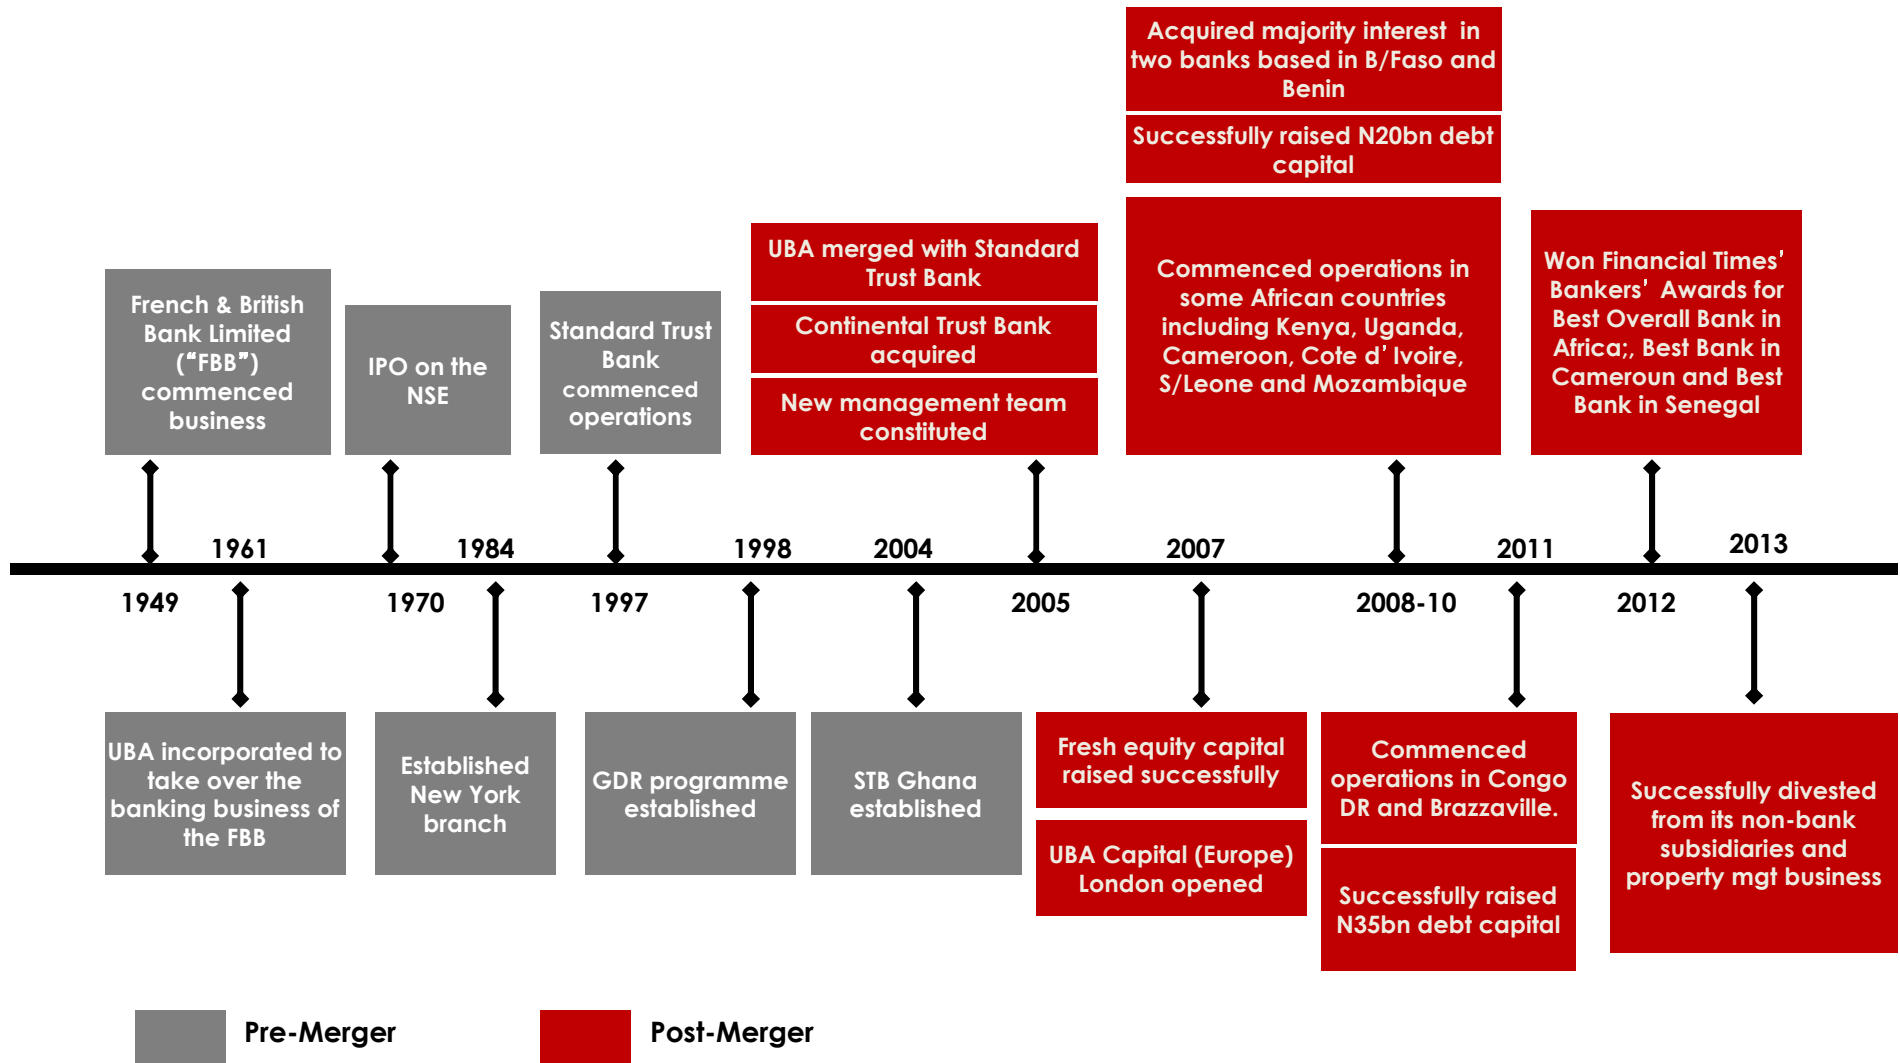 Acquired majority interest in
two banks based in B/Faso and
Benin
Successfully raised N20bn debt
capital
French & British
Bank Limited
(“FBB”)
commenced
business
IPO on the
NSE
Standard Trust
Bank
commenced
operations
UBA merged with Standard
Trust Bank
Continental Trust Bank
acquired
New management team
constituted
Commenced operations in
some African countries
including Kenya, Uganda,
Cameroon, Cote d’ Ivoire,
S/Leone and Mozambique
Won Financial Times’
Bankers’ Awards for
Best Overall Bank in
Africa;, Best Bank in
Cameroun and Best
Bank in Senegal
1961
1984
1998
2004
2007
2011
2013
1949
1970
1997
2005
2008-10
2012
UBA incorporated to
take over the
banking business of
the FBB
Established
New York
branch
GDR programme
established
STB Ghana
established
Fresh equity capital
raised successfully
UBA Capital (Europe)
London opened
Commenced
operations in Congo
DR and Brazzaville.
Successfully raised
N35bn debt capital
Successfully divested
from its non-bank
subsidiaries and
property mgt business
Pre-Merger
Post-Merger